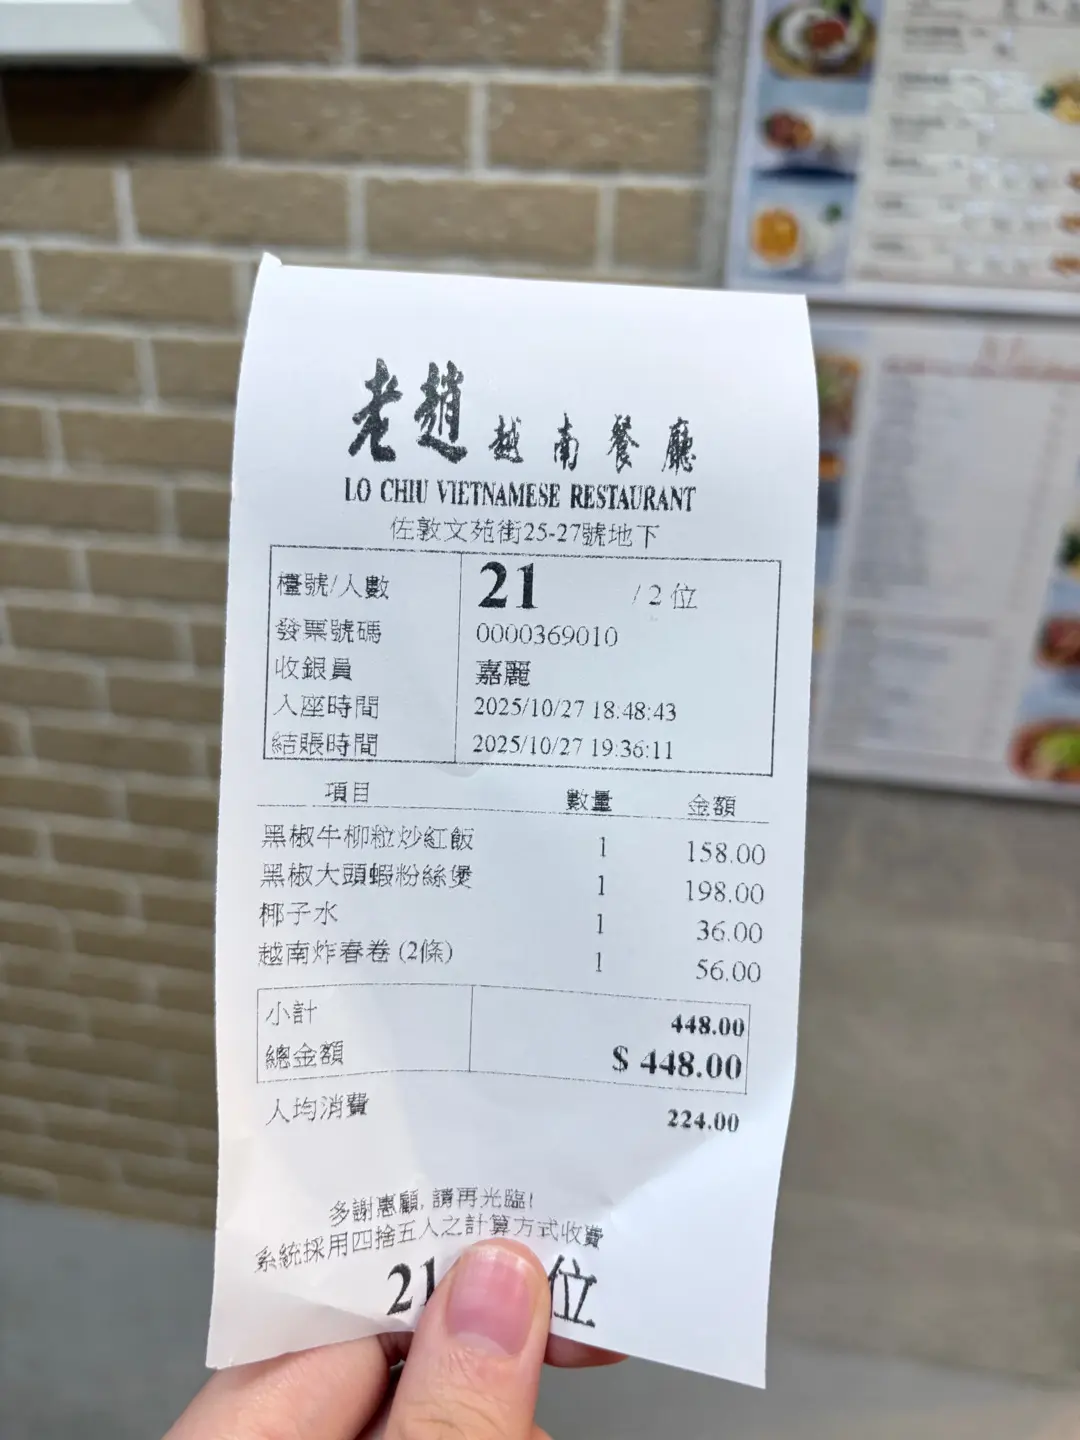 老趙越南餐廳
LO CHIU VIETNAMESE RESTAURANT
佐敦文苑街25-27號地下
檯號/人數 21 /2位
發票號碼 0000369010
收銀員 嘉麗
入座時間 2025/10/27 18:48:43
結賬時間 2025/10/27 19:36:11
項目 數量 金額
黑椒牛柳粒炒紅飯 1 158.00
黑椒大頭蝦粉絲煲 1 198.00
椰子水 1 36.00
越南炸春卷 (2條) 1 56.00
小計 448.00
總金額 $ 448.00
人均消費 224.00
多謝惠顧, 請再光臨!
系統採用四捨五入之計算方式收費
21 位